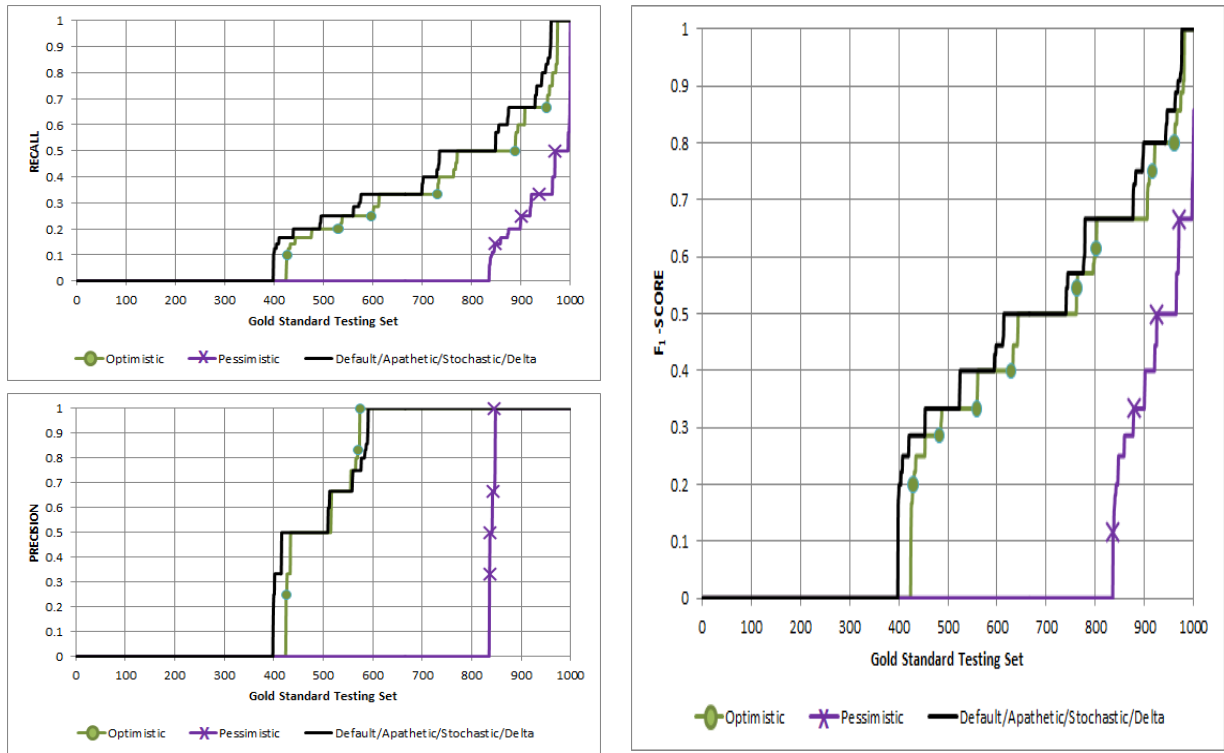 1
0.9
0.8
0.7
0.6
0.5
0.4
0.3
0.2
0.1
0
RECALL
0 100 200 300 400 500 600 700 800 900 1000
Gold Standard Testing Set
Optimistic Pessimistic Default/Apathetic/Stochastic/Delta
1
0.9
0.8
0.7
0.6
0.5
0.4
0.3
0.2
0.1
0
PRECISION
0 100 200 300 400 500 600 700 800 900 1000
Gold Standard Testing Set
Optimistic Pessimistic Default/Apathetic/Stochastic/Delta
1
0.9
0.8
0.7
0.6
0.5
0.4
0.3
0.2
0.1
0
F₁ -SCORE
0 100 200 300 400 500 600 700 800 900 1000
Gold Standard Testing Set
Optimistic Pessimistic Default/Apathetic/Stochastic/Delta